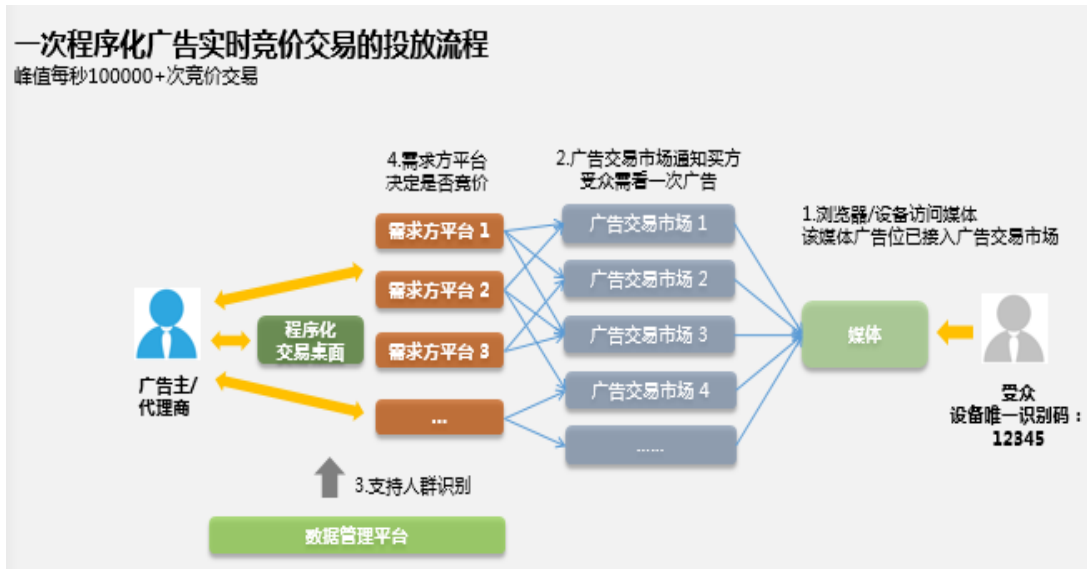 一次程序化广告实时竞价交易的投放流程
峰值每秒100000+次竞价交易
4.需求方平台
决定是否竞价
2.广告交易市场通知买方
受众需看一次广告
1.浏览器/设备访问媒体
该媒体广告位已接入广告交易市场
需求方平台 1
需求方平台 2
需求方平台 3
...
广告交易市场 1
广告交易市场 2
广告交易市场 3
广告交易市场 4
......
媒体
程序化
交易桌面
广告主/
代理商
受众
设备唯一识别码：
12345
3.支持人群识别
数据管理平台